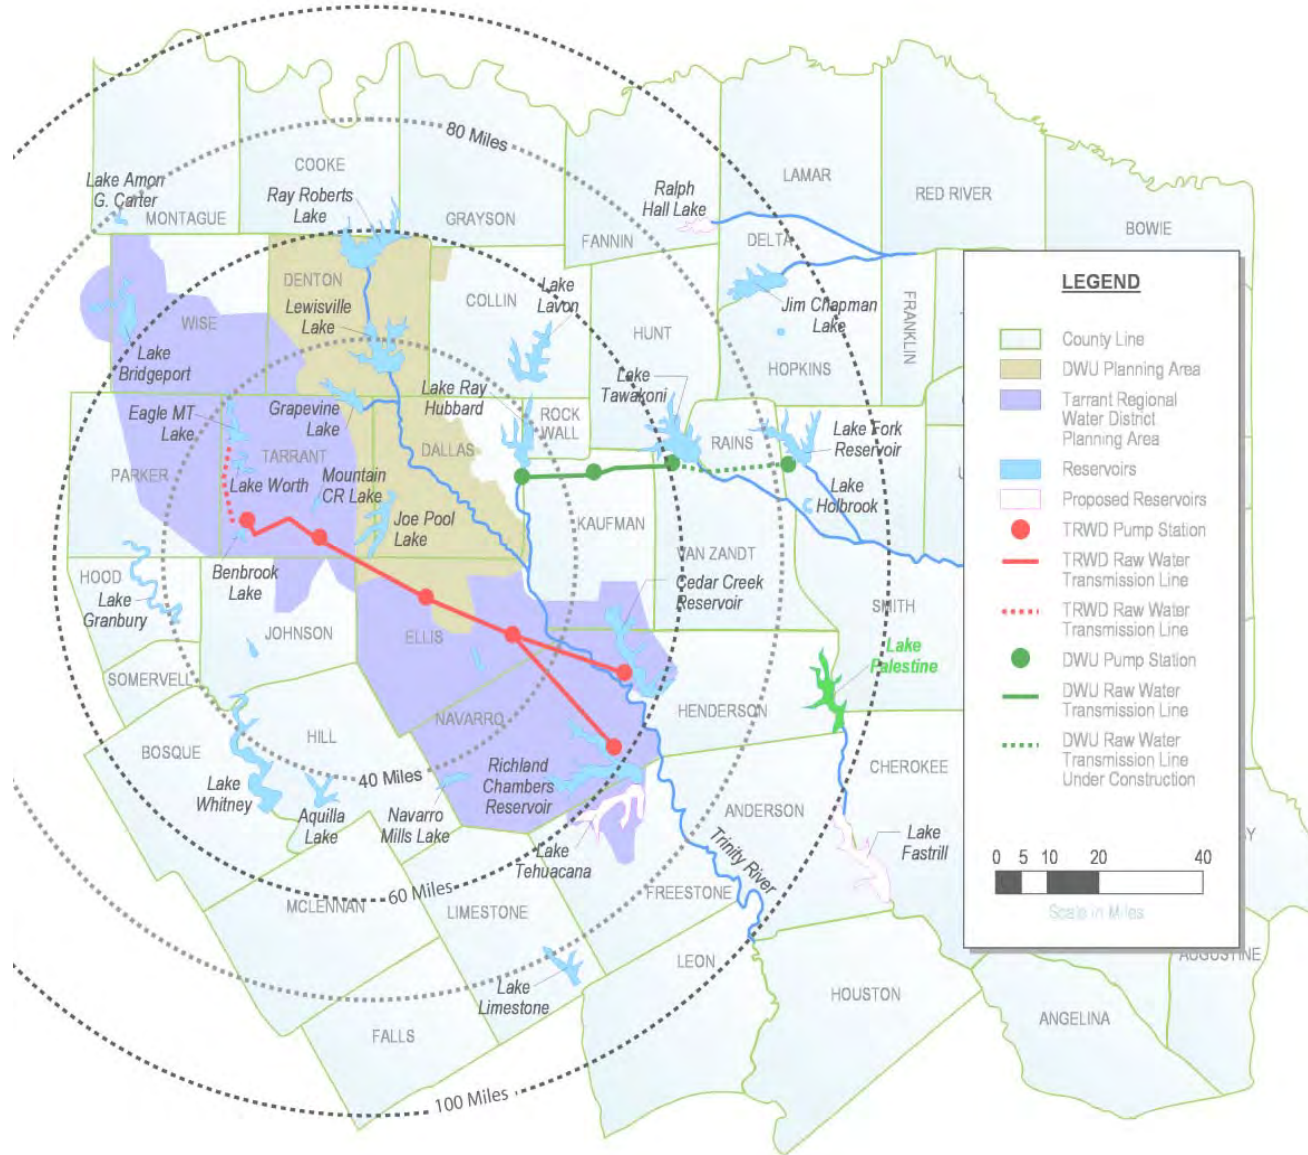 80 Miles
COOKE
LAMAR
Lake Amon
G. Carter
Ray Roberts
Lake
Ralph
Hall Lake
RED RIVER
MONTAGUE
GRAYSON
FANNIN
DELTA
BOWIE
DENTON
COLLIN
Lake
Lavon
Lewisville
Lake
WISE
HUNT
Jim Chapman
Lake
FRANKLIN
Lake
Bridgeport
HOPKINS
Lake
Tawakoni
Lake Ray
Hubbard
Eagle MT
Lake
Grapevine
Lake
ROCK
WALL
RAINS
Lake Fork
Reservoir
TARRANT
DALLAS
PARKER
Mountain
CR Lake
Lake Worth
Lake
Holbrook
Joe Pool
Lake
KAUFMAN
VAN ZANDT
HOOD
Benbrook
Lake
Cedar Creek
Reservoir
Lake
Granbury
SMITH
JOHNSON
ELLIS
Lake
Palestine
SOMERVELL
HENDERSON
NAVARRO
BOSQUE
HILL
CHEROKEE
40 Miles
Richland
Chambers
Reservoir
Lake
Whitney
Aquilla
Lake
Navarro
Mills Lake
ANDERSON
Lake
Fastrill
Lake
Tehuacana
Trinity River
60 Miles
FREESTONE
MCLENNAN
LIMESTONE
LEON
Lake
Limestone
HOUSTON
FALLS
ANGELINA
AUGUSTINE
100 Miles
LEGEND
County Line
DWU Planning Area
Tarrant Regional
Water District
Planning Area
Reservoirs
Proposed Reservoirs
TRWD Pump Station
TRWD Raw Water
Transmission Line
TRWD Raw Water
Transmission Line
DWU Pump Station
DWU Raw Water
Transmission Line
DWU Raw Water
Transmission Line
Under Construction
0 5 10 20 40
Scale in Miles